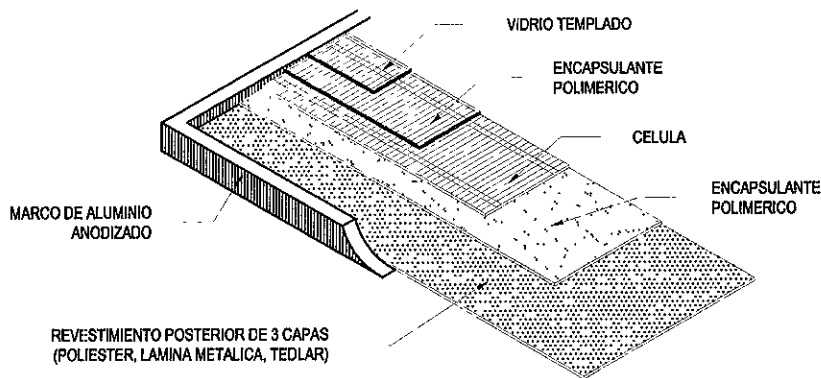 VIDRIO TEMPLADO
ENCAPSULANTE
POLIMERICO
CELULA
ENCAPSULANTE
POLIMERICO
MARCO DE ALUMINIO
ANODIZADO
REVESTIMIENTO POSTERIOR DE 3 CAPAS
(POLIESTER, LAMINA METALICA, TEDLAR)